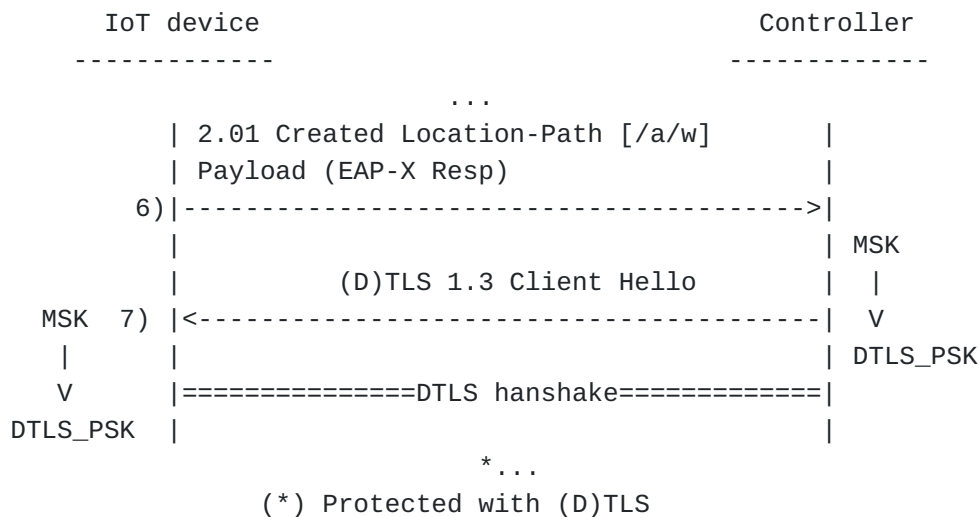 IoT device                                Controller
-------------                             -------------
...
| 2.01 Created Location-Path [/a/w]       |
| Payload (EAP-X Resp)                    |
6)|---------------------------------------->|
|                                         | MSK
|          (D)TLS 1.3 Client Hello        |  |
MSK  7) |<----------------------------------------|  V
|      |                                         | DTLS_PSK
V      |===============DTLS hanshake=============|
DTLS_PSK  |                                         |
*...
(*) Protected with (D)TLS